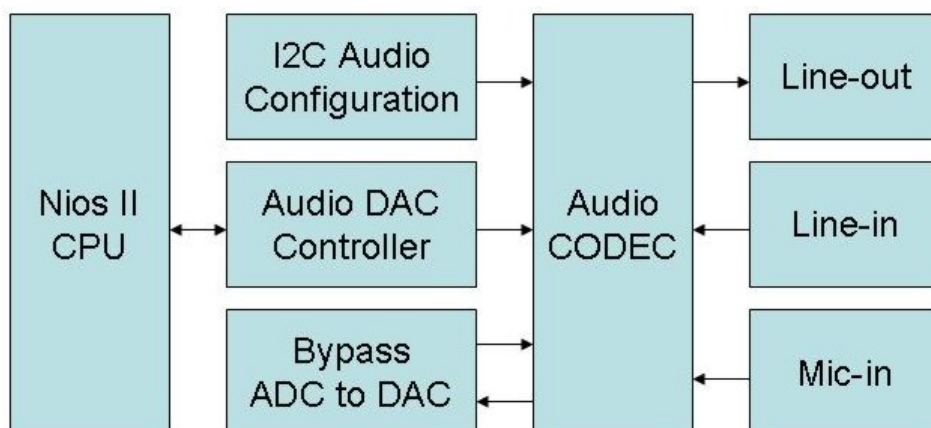 Nios II
CPU
I2C Audio
Configuration
Audio DAC
Controller
Bypass
ADC to DAC
Audio
CODEC
Line-out
Line-in
Mic-in